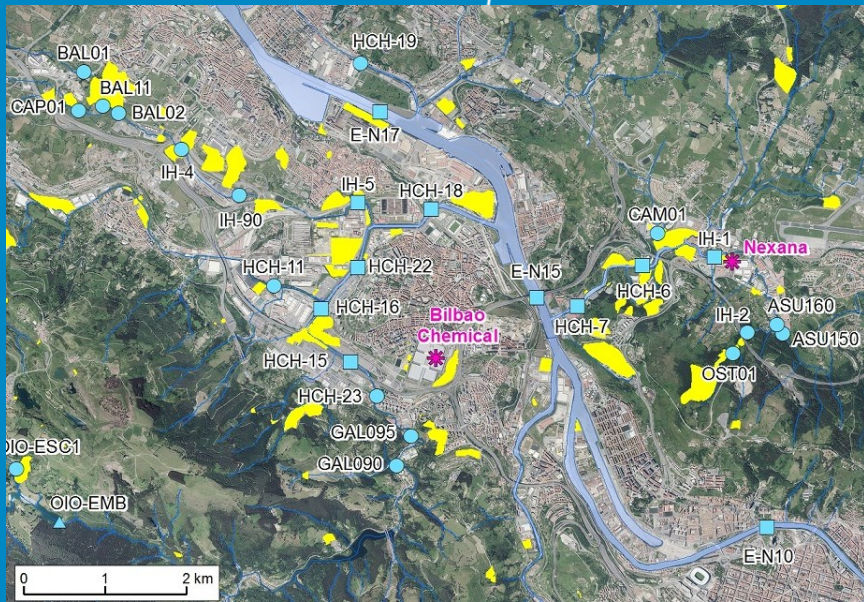 BAL01
HCH-19
BAL11
CAP01
BAL02
E-N17
IH-4
IH-5
HCH-18
IH-90
CAM01
IH-1
Nexana
HCH-11
HCH-22
HCH-6
E-N15
HCH-16
HCH-7
Bilbao
Chemical
IH-2
ASU160
ASU150
HCH-15
OST01
HCH-23
GAL095
OIO-ESC1
GAL090
OIO-EMB
E-N10
0 1 2 km